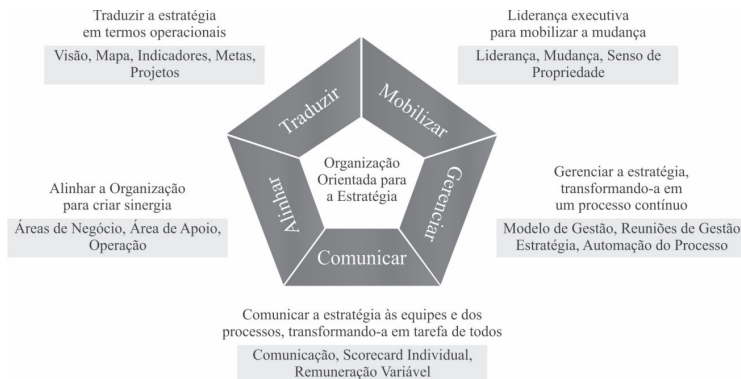 Traduzir a estratégia
em termos operacionais
Visão, Mapa, Indicadores, Metas,
Projetos
Liderança executiva
para mobilizar a mudança
Liderança, Mudança, Senso de
Propriedade
Traduzir
Mobilizar
Organização
Orientada para
a Estratégia
Alinhar
Gerenciar
Comunicar
Alinhar a Organização
para criar sinergia
Áreas de Negócio, Área de Apoio,
Operação
Gerenciar a estratégia,
transformando-a em
um processo contínuo
Modelo de Gestão, Reuniões de Gestão
Estratégia, Automação do Processo
Comunicar a estratégia às equipes e dos
processos, transformando-a em tarefa de todos
Comunicação, Scorecard Individual,
Remuneração Variável